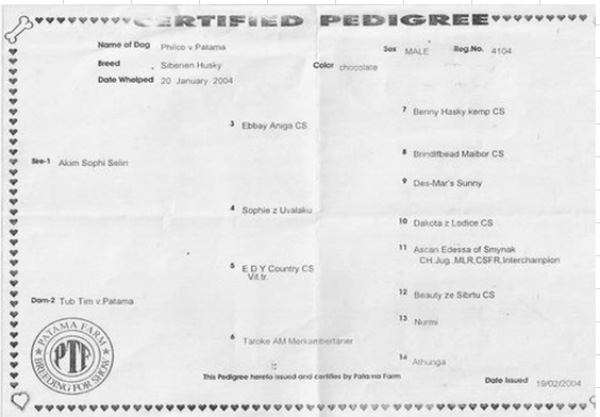 CERTIFIED PEDIGREE
Name of Dog Philco v.Patama
Sex MALE Reg.No. 4104
Breed Siberien Husky
Color chocolate
Date Whelped 20 January 2004
Sire-1 Akim Sophi Selin
Dam-2 Tub Tim v.Patama
3 Ebbay Aniga CS
4 Sophie z Uvalaku
5 E D Y Country CS
Vit.tr.
6 Tatoke AM Merkambertaner
7 Benny Hasky kemp CS
8 Brindifbead Maibor CS
9 Des-Mar's Sunny
10 Dakota z Lodice CS
11 Ascan Edessa of Smynak
CH.Jug.,MLR,CSFR,Interchampion
12 Beauty ze Sibrtu CS
13 Nurmi
14 Athunga
PATAMA FARM
PTF
BREEDING FOR SHOW
This Pedigree hereto issued and certifies by Patama Farm
Date Issued 19/02/2004